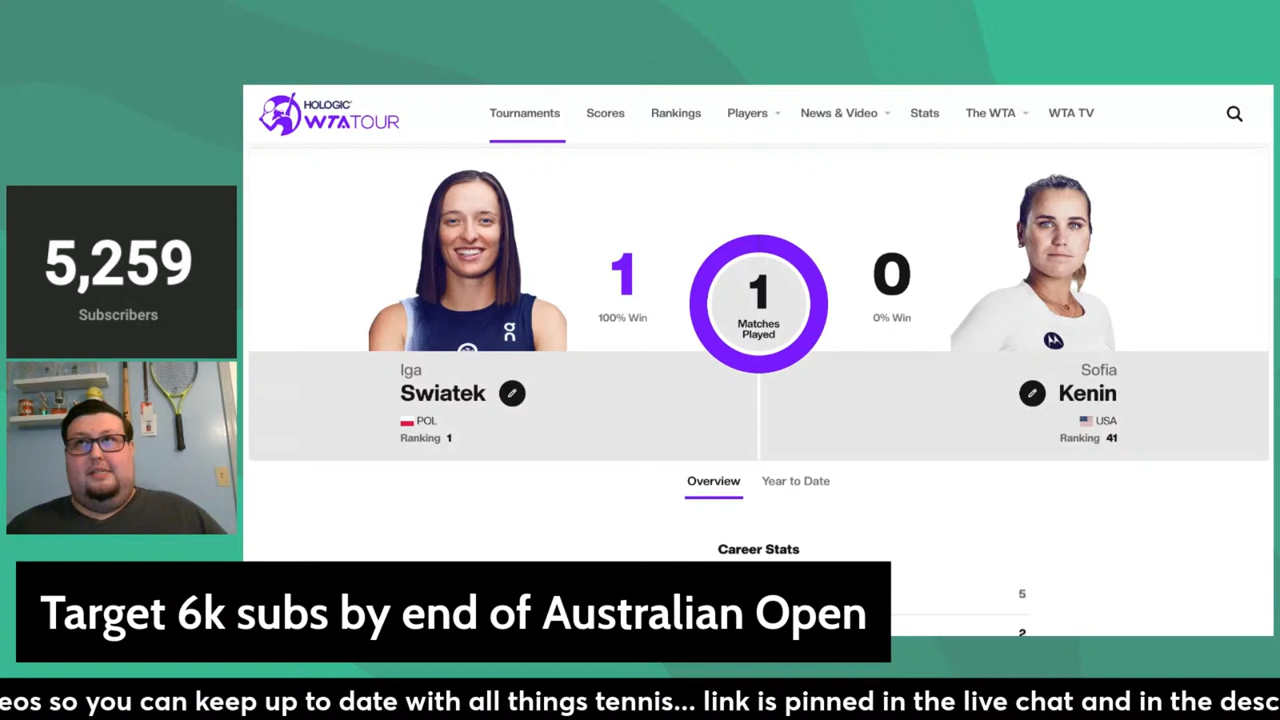 HOLOGIC
WTATOUR
Tournaments
Scores
Rankings
Players
News & Video
Stats
The WTA
WTA TV
5,259
Subscribers
1
100% Win
1
Matches
Played
0
0% Win
Iga
Swiatek
POL
Ranking 1
Sofia
Kenin
USA
Ranking 41
Overview
Year to Date
Career Stats
5
2
Target 6k subs by end of Australian Open
eos so you can keep up to date with all things tennis... link is pinned in the live chat and in the desc